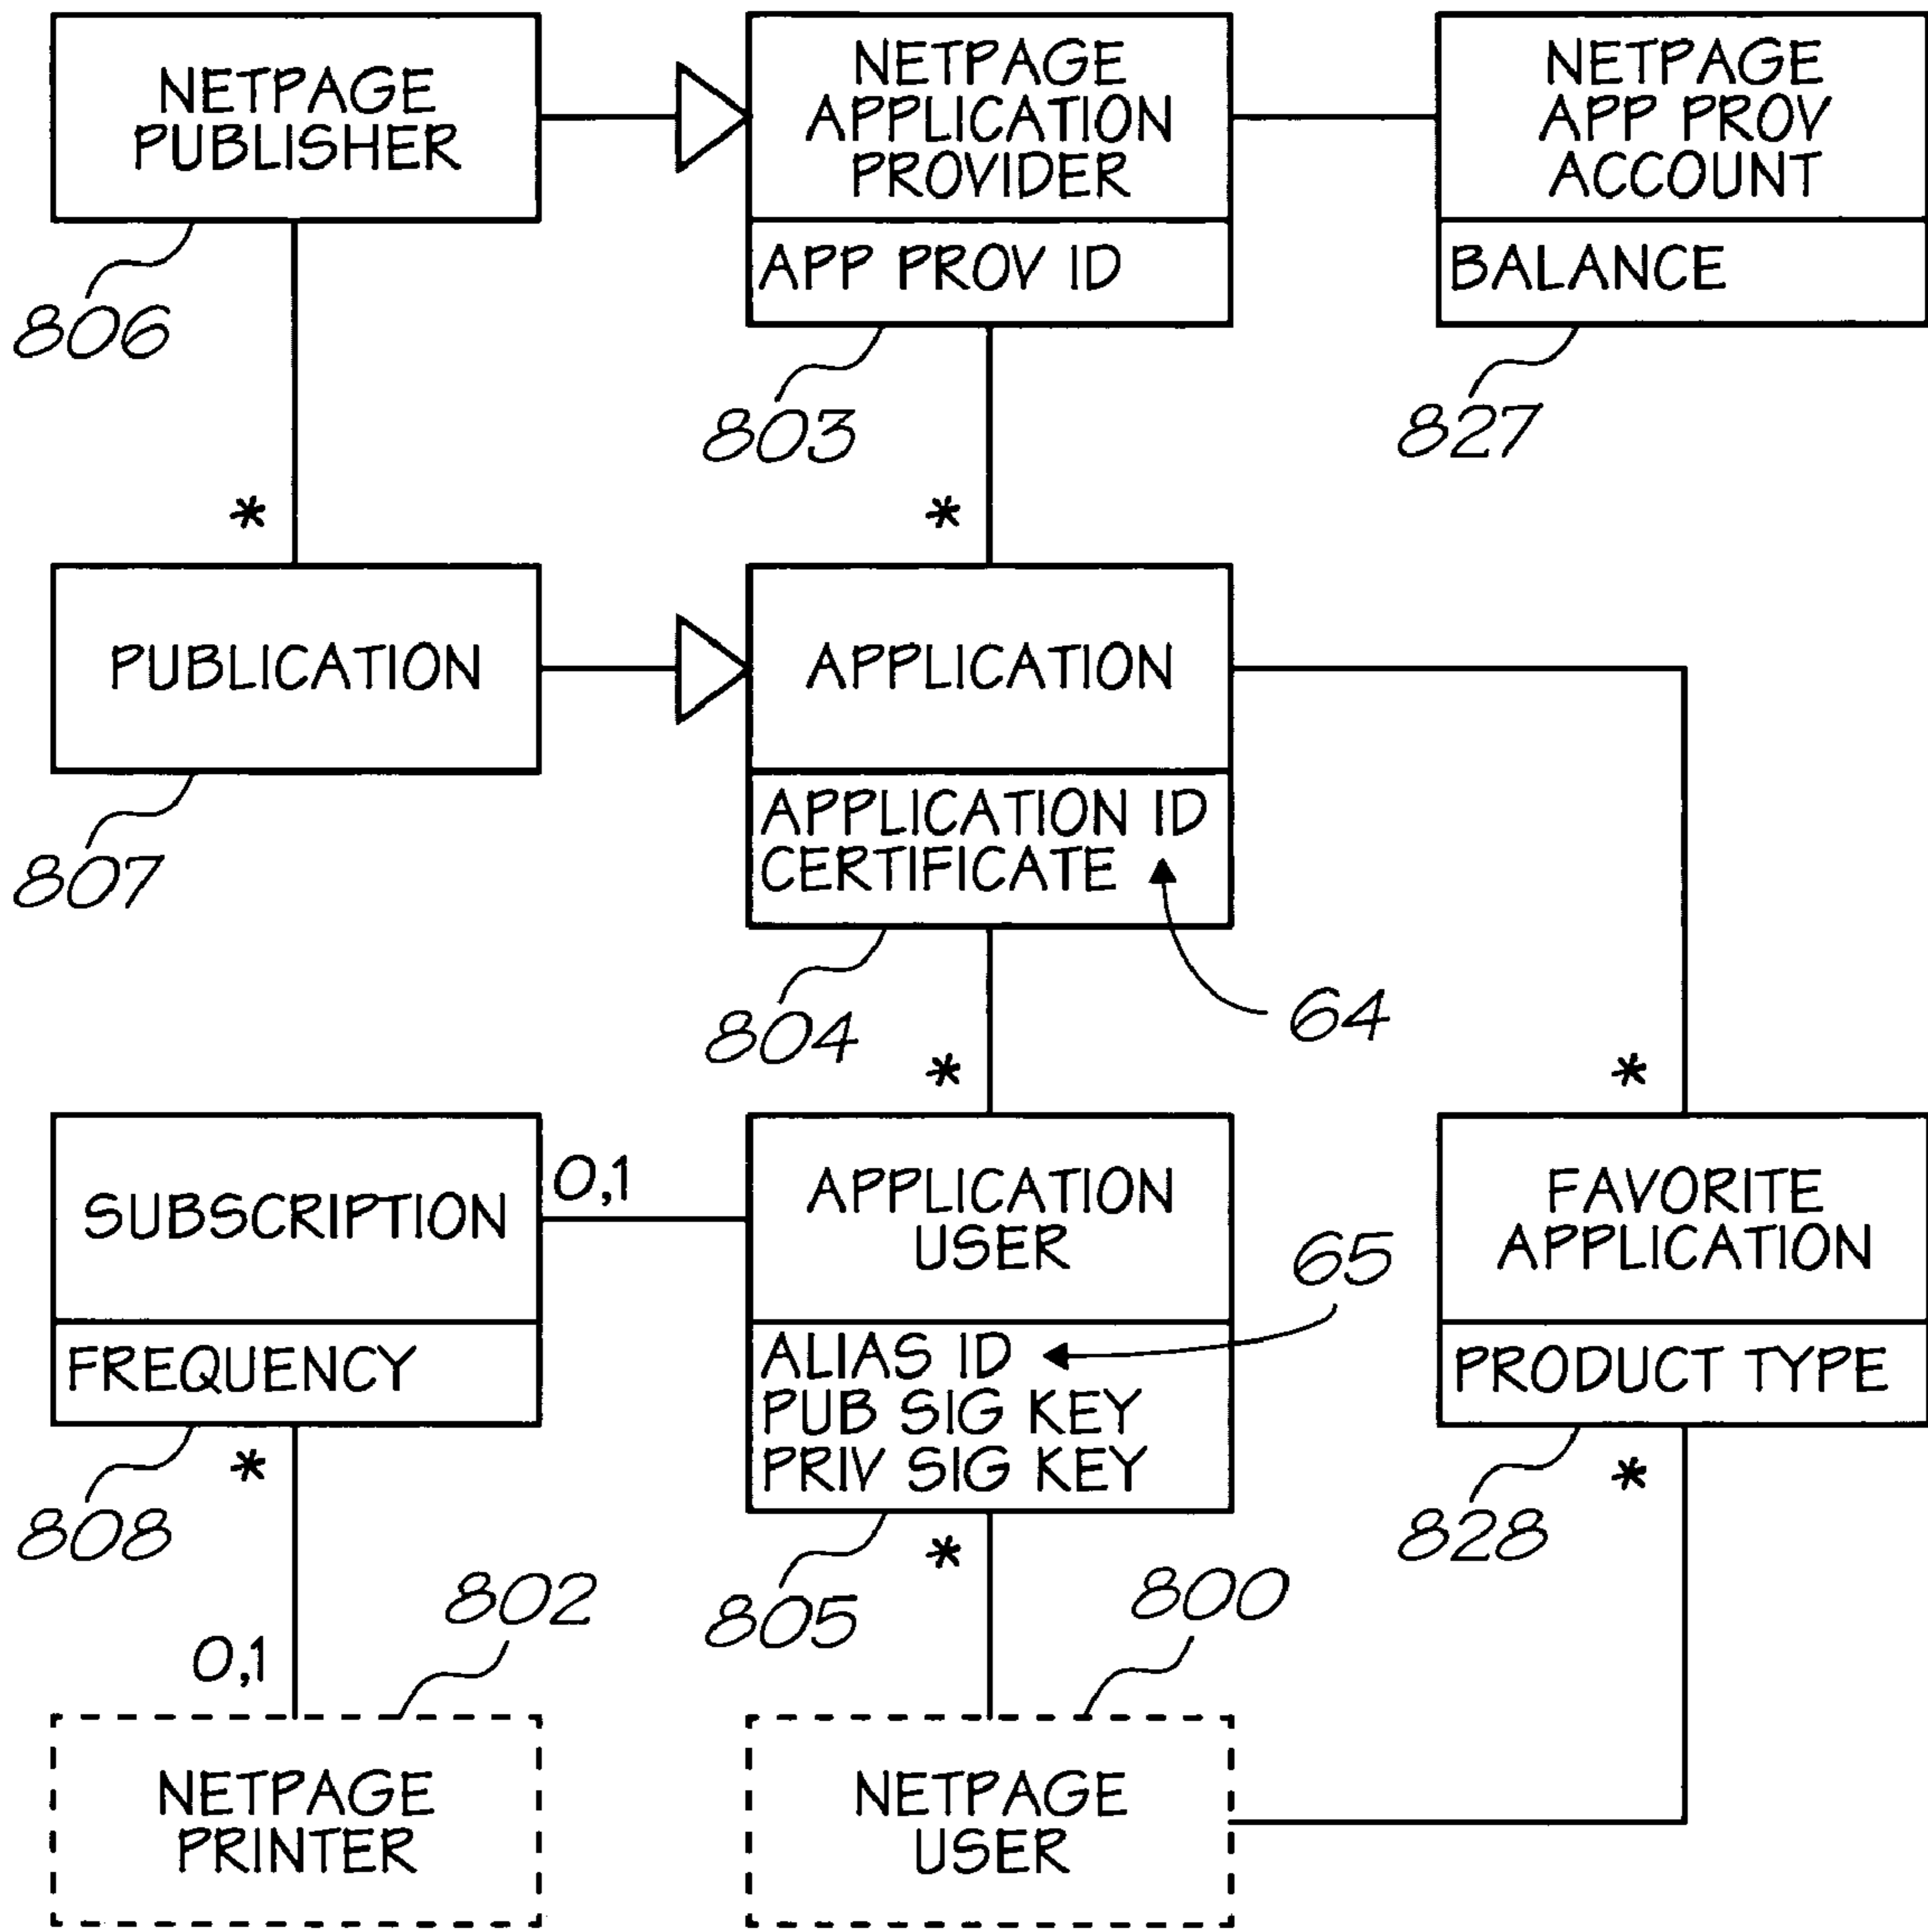 NETPAGE
PUBLISHER
806
NETPAGE
APPLICATION
PROVIDER
APP PROV ID
803
NETPAGE
APP PROV
ACCOUNT
BALANCE
827
*
*
PUBLICATION
807
APPLICATION
APPLICATION ID
CERTIFICATE
64
804
*
*
SUBSCRIPTION
FREQUENCY
0,1
808
*
APPLICATION
USER
ALIAS ID
PUB SIG KEY
PRIV SIG KEY
65
805
*
FAVORITE
APPLICATION
PRODUCT TYPE
828
*
802
0,1
800
NETPAGE
PRINTER
NETPAGE
USER